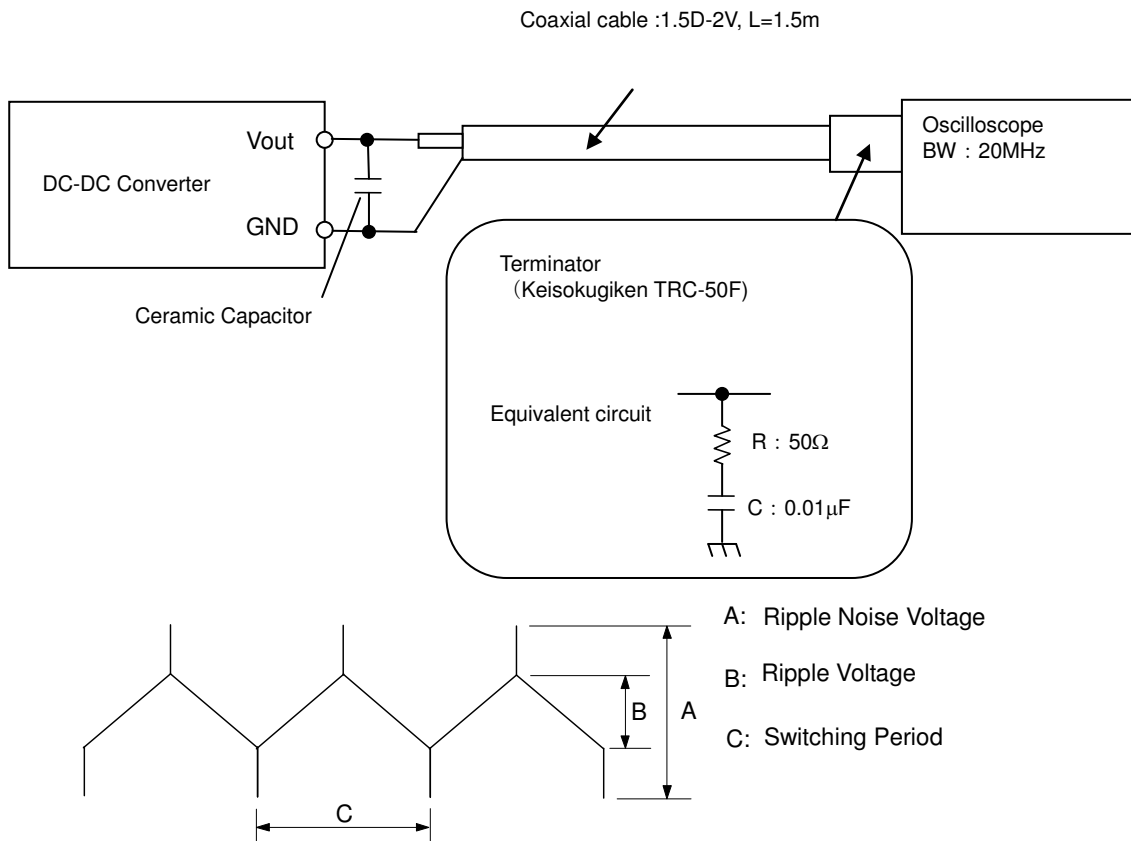 Coaxial cable :1.5D-2V, L=1.5m
DC-DC Converter
Vout
GND
Ceramic Capacitor
Oscilloscope
BW：20MHz
Terminator
（Keisokugiken TRC-50F)
Equivalent circuit
R：50Ω
C：0.01μF
A: Ripple Noise Voltage
B: Ripple Voltage
C: Switching Period
B
A
C